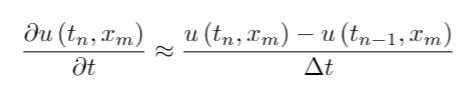 ∂u (tₙ, xₘ) / ∂t ≈ u (tₙ, xₘ) − u (tₙ₋₁, xₘ) / Δt